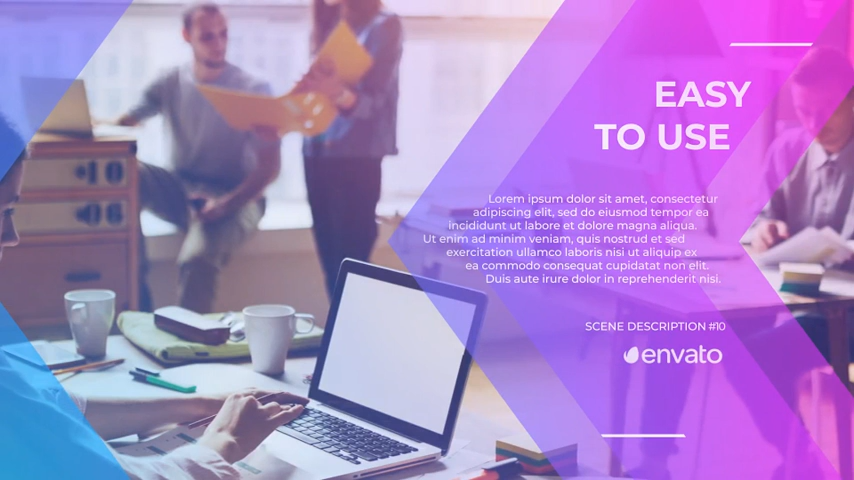 EASY
TO USE
Lorem ipsum dolor sit amet, consectetur
adipiscing elit, sed do eiusmod tempor ea
incididunt ut labore et dolore magna aliqua.
Ut enim ad minim veniam, quis nostrud et sed
exercitation ullamco laboris nisi ut aliquip ex
ea commodo consequat cupidatat non elit.
Duis aute irure dolor in reprehenderit nisi.
SCENE DESCRIPTION #10
envato